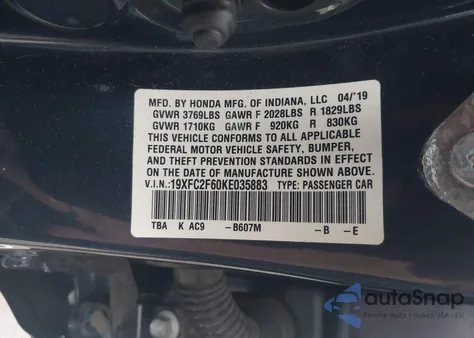 MFD. BY HONDA MFG. OF INDIANA, LLC 04/'19
GVWR 3769LBS GAWR F 2028LBS R 1829LBS
GVWR 1710KG GAWR F 920KG R 830KG
THIS VEHICLE CONFORMS TO ALL APPLICABLE
FEDERAL MOTOR VEHICLE SAFETY, BUMPER,
AND THEFT PREVENTION STANDARDS IN EFFECT
ON THE DATE OF MANUFACTURE SHOWN ABOVE.
V.I.N.:19XFC2F60KE035883 TYPE: PASSENGER CAR
TBA K AC9 -B607M -B -E
autoSnap